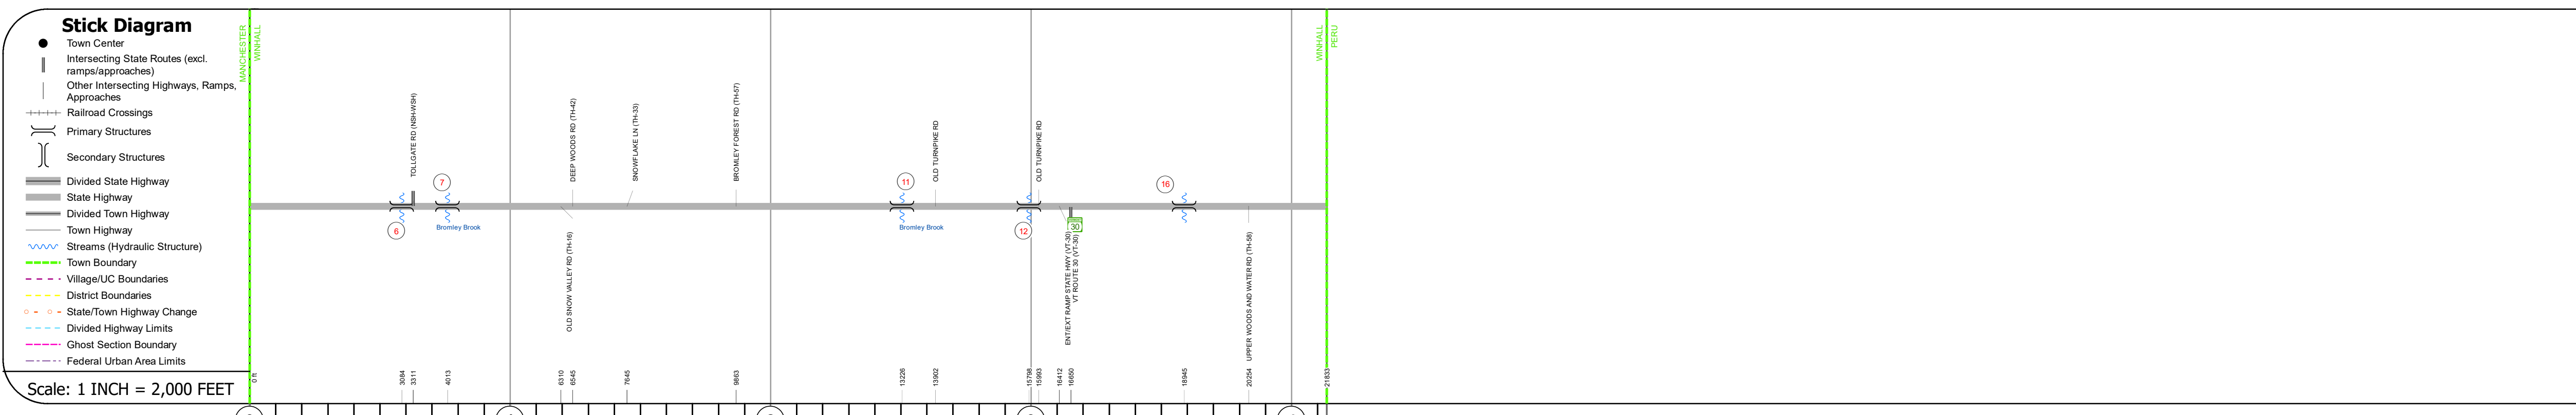 Stick Diagram
Town Center
Intersecting State Routes (excl.
ramps/approaches)
Other Intersecting Highways, Ramps,
Approaches
Railroad Crossings
Primary Structures
Secondary Structures
Divided State Highway
State Highway
Divided Town Highway
Town Highway
Streams (Hydraulic Structure)
Town Boundary
Village/UC Boundaries
District Boundaries
State/Town Highway Change
Divided Highway Limits
Ghost Section Boundary
Federal Urban Area Limits
Scale: 1 INCH = 2,000 FEET
MANCHESTER
WINHALL
WINHALL
PERU
TOLLGATE RD (NSH-WSH)
DEEP WOODS RD (TH-42)
SNOWFLAKE LN (TH-33)
BROMLEY FOREST RD (TH-57)
OLD TURNPIKE RD
OLD TURNPIKE RD
7
11
16
6
Bromley Brook
Bromley Brook
12
30
OLD SNOW VALLEY RD (TH-16)
ENT/EXT RAMP STATE HWY (VT-30)
VT ROUTE 30 (VT-30)
UPPER WOODS AND WATER RD (TH-58)
0 ft
3084
3311
4013
6310
6545
7645
9863
13226
13902
15798
15993
16412
16650
18945
20254
21833